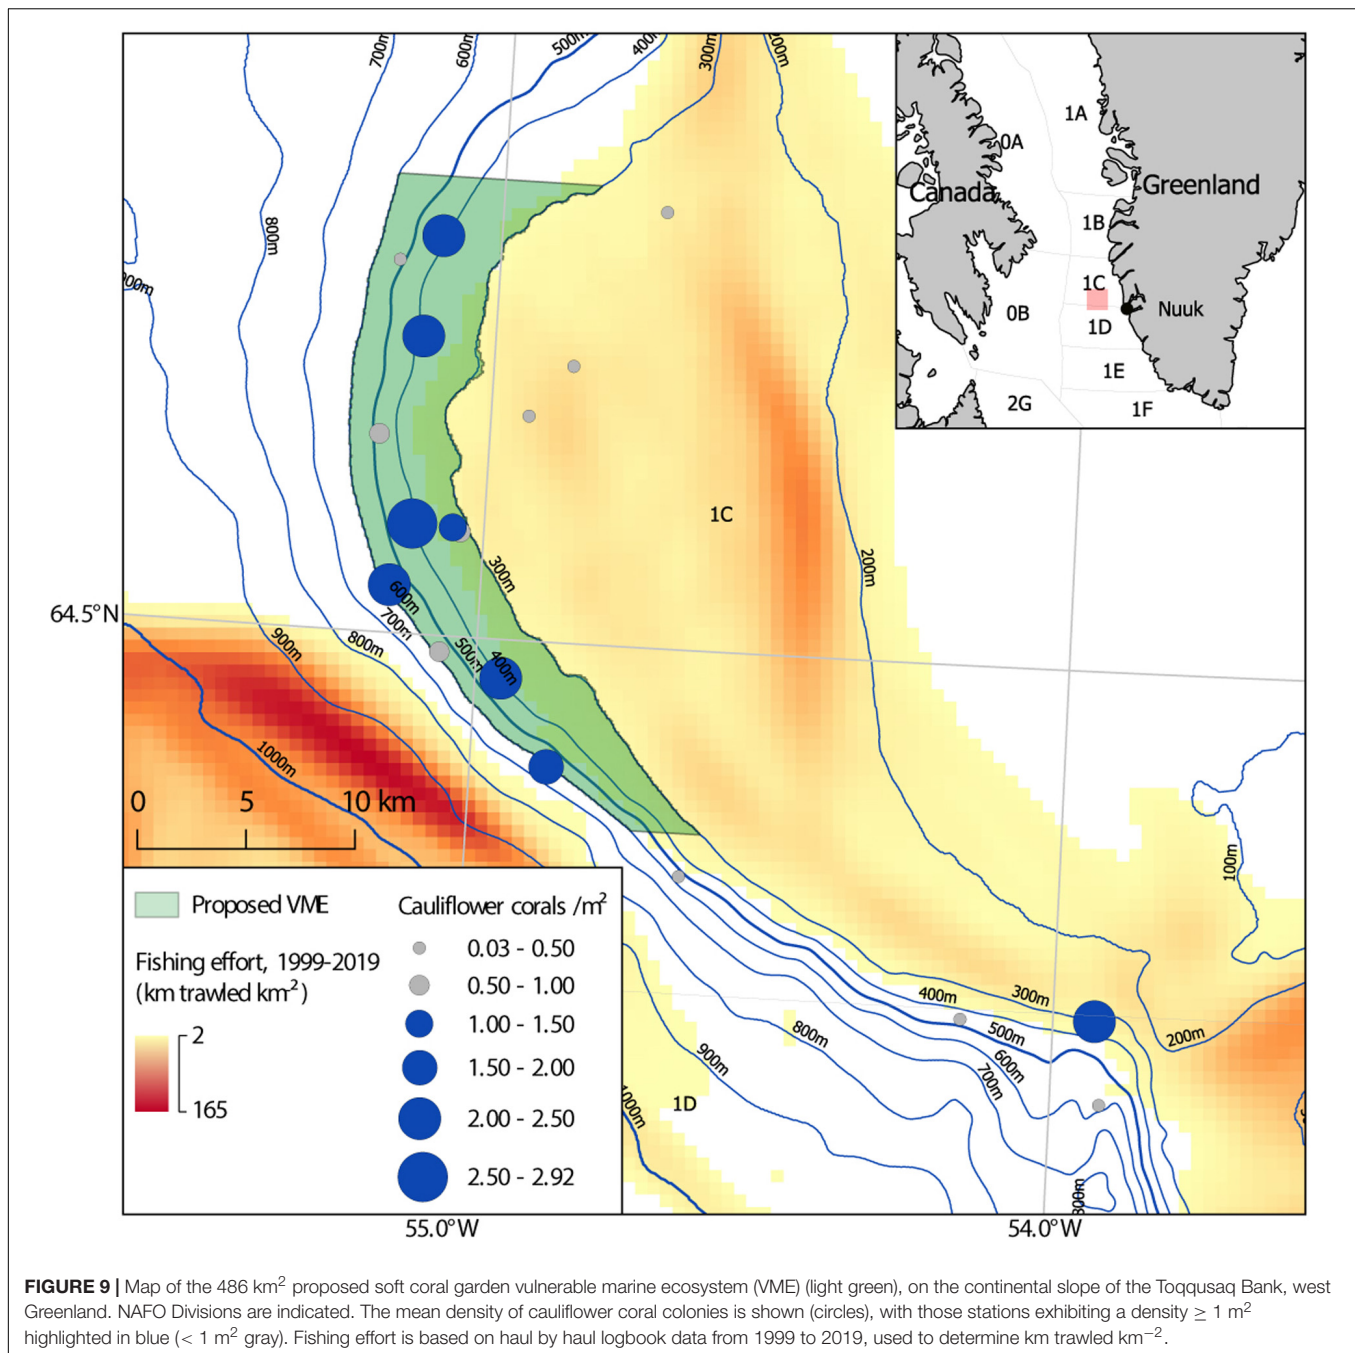 700m
600m
500m
400m
300m
200m
800m
1A
0A
Canada
Greenland
1B
1C
0B
Nuuk
1D
1E
2G
1F
1C
200m
300m
64.5°N
600m
700m
500m
400m
900m
800m
1000m
0 5 10 km
100m
Proposed VME
Fishing effort, 1999-2019
(km trawled km²)
2
165
Cauliflower corals /m²
0.03 - 0.50
0.50 - 1.00
1.00 - 1.50
1.50 - 2.00
2.00 - 2.50
2.50 - 2.92
400m
300m
500m
200m
800m
600m
900m
700m
1000m
1D
800m
55.0°W
54.0°W
FIGURE 9 | Map of the 486 km² proposed soft coral garden vulnerable marine ecosystem (VME) (light green), on the continental slope of the Toqqusaq Bank, west
Greenland. NAFO Divisions are indicated. The mean density of cauliflower coral colonies is shown (circles), with those stations exhibiting a density ≥ 1 m²
highlighted in blue (< 1 m² gray). Fishing effort is based on haul by haul logbook data from 1999 to 2019, used to determine km trawled km⁻².